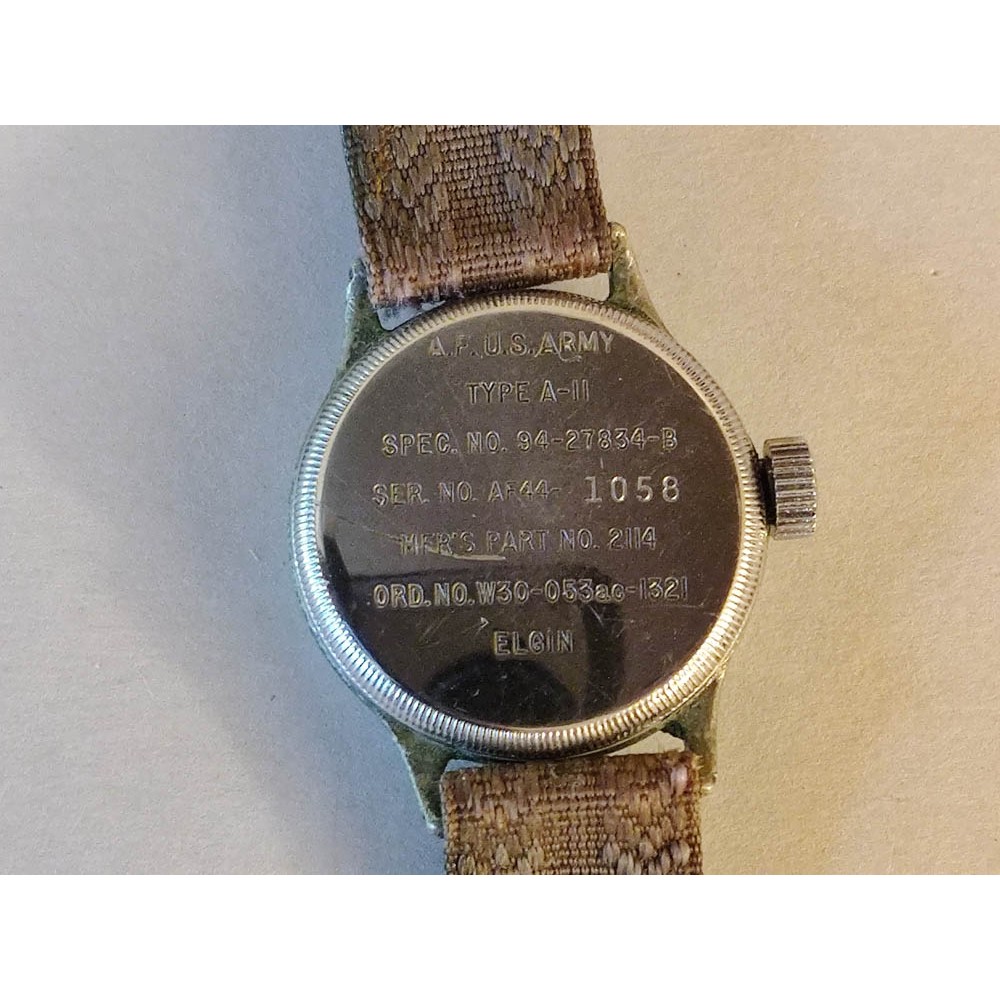 A.F. U.S. ARMY
TYPE A-11
SPEC. NO. 94-27834-B
SER. NO. AF44- 1058
MFR'S PART NO. 2114
ORD. NO. W30-053ac-1321
ELGIN